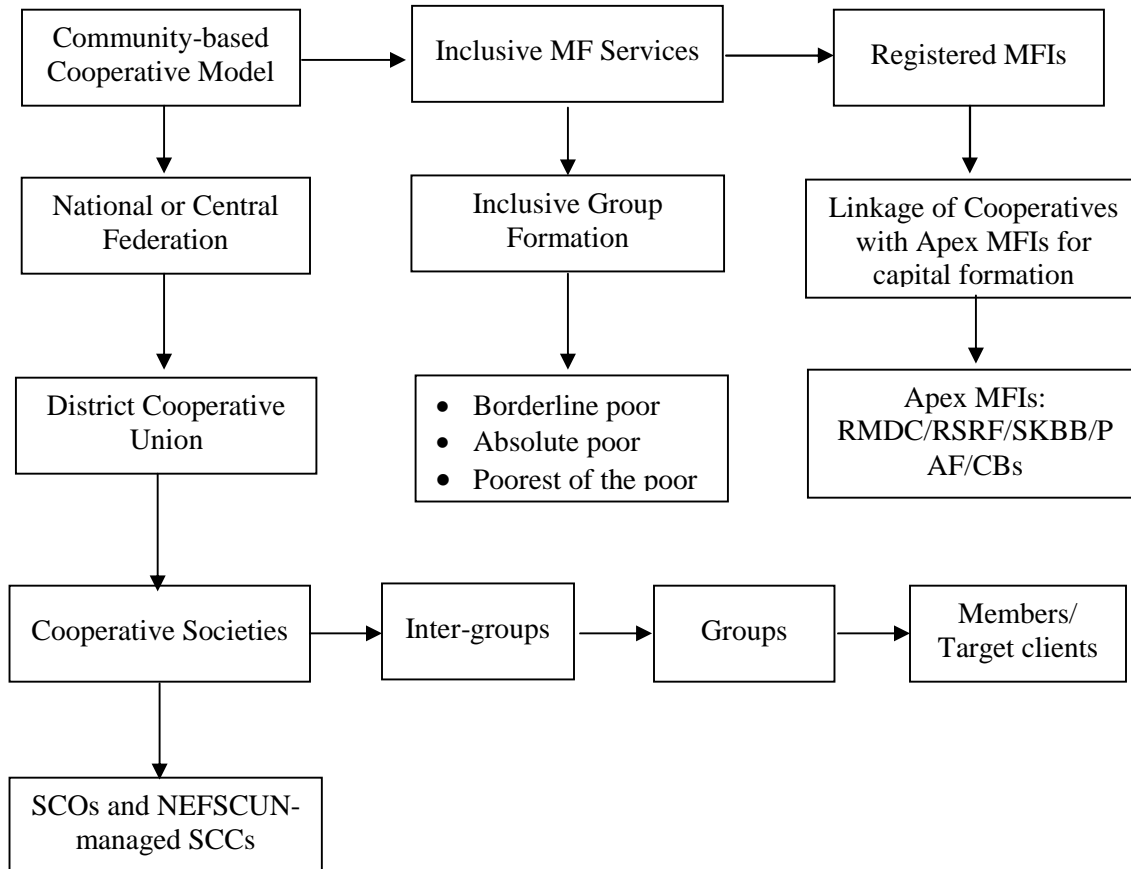 Community-based
Cooperative Model
Inclusive MF Services
Registered MFIs
National or Central
Federation
Inclusive Group
Formation
Linkage of Cooperatives
with Apex MFIs for
capital formation
District Cooperative
Union
• Borderline poor
• Absolute poor
• Poorest of the poor
Apex MFIs:
RMDC/RSRF/SKBB/P
AF/CBs
Cooperative Societies
Inter-groups
Groups
Members/
Target clients
SCOs and NEFSCUN-
managed SCCs